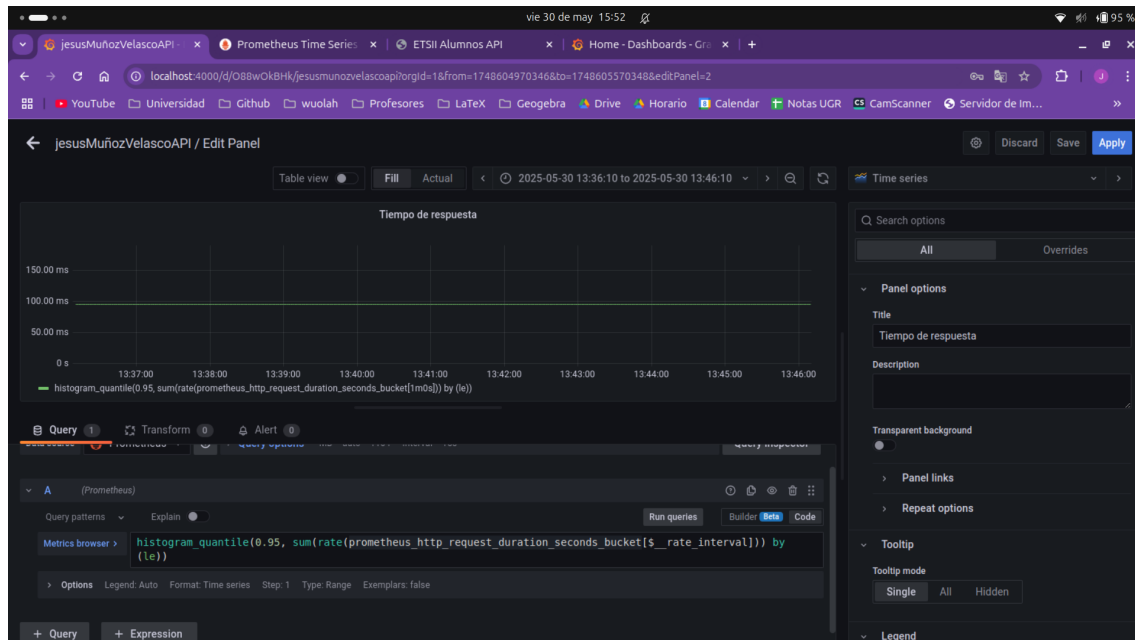 vie 30 de may 15:52
95 %
jesusMuñozVelascoAPI -
Prometheus Time Series
ETSII Alumnos API
Home - Dashboards - Gra
localhost:4000/d/O88wOkBHk/jesusmunozvelascoapi?orgId=1&from=1748604970346&to=1748605570348&editPanel=2
J
YouTube
Universidad
Github
wuolah
Profesores
LaTeX
Geogebra
Drive
Horario
Calendar
Notas UGR
CamScanner
Servidor de Im...
jesusMuñozVelascoAPI / Edit Panel
Discard
Save
Apply
Table view
Fill
Actual
2025-05-30 13:36:10 to 2025-05-30 13:46:10
Time series
Tiempo de respuesta
150.00 ms
100.00 ms
50.00 ms
0 s
13:37:00 13:38:00 13:39:00 13:40:00 13:41:00 13:42:00 13:43:00 13:44:00 13:45:00 13:46:00
histogram_quantile(0.95, sum(rate(prometheus_http_request_duration_seconds_bucket[1m0s])) by (le))
Search options
All
Overrides
Panel options
Title
Tiempo de respuesta
Description
Transparent background
Panel links
Repeat options
Tooltip
Tooltip mode
Single
All
Hidden
Legend
Query 1
Transform 0
Alert 0
A (Prometheus)
Query patterns
Explain
Run queries
Builder Beta
Code
Metrics browser >
histogram_quantile(0.95, sum(rate(prometheus_http_request_duration_seconds_bucket[$__rate_interval])) by
(le))
Options Legend: Auto Format: Time series Step: 1 Type: Range Exemplars: false
+ Query
+ Expression